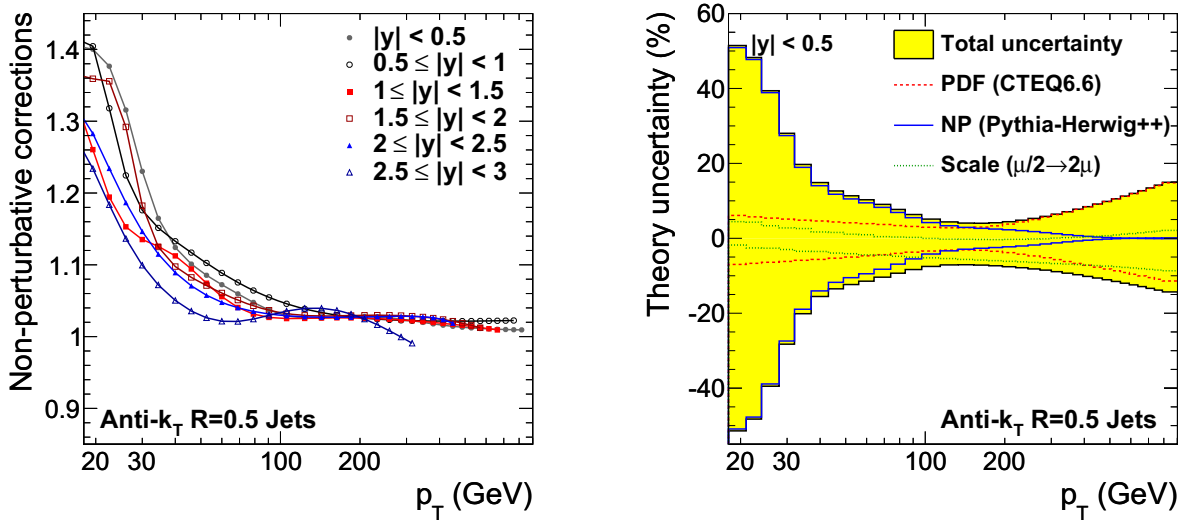 Non-perturbative corrections
1.4
1.3
1.2
1.1
1
0.9
|y| < 0.5
0.5 ≤ |y| < 1
1 ≤ |y| < 1.5
1.5 ≤ |y| < 2
2 ≤ |y| < 2.5
2.5 ≤ |y| < 3
Anti-k_T R=0.5 Jets
20 30 100 200
p_T (GeV)
Theory uncertainty (%)
60
40
20
0
-20
-40
|y| < 0.5
Total uncertainty
PDF (CTEQ6.6)
NP (Pythia-Herwig++)
Scale (μ/2→2μ)
Anti-k_T R=0.5 Jets
20 30 100 200
p_T (GeV)